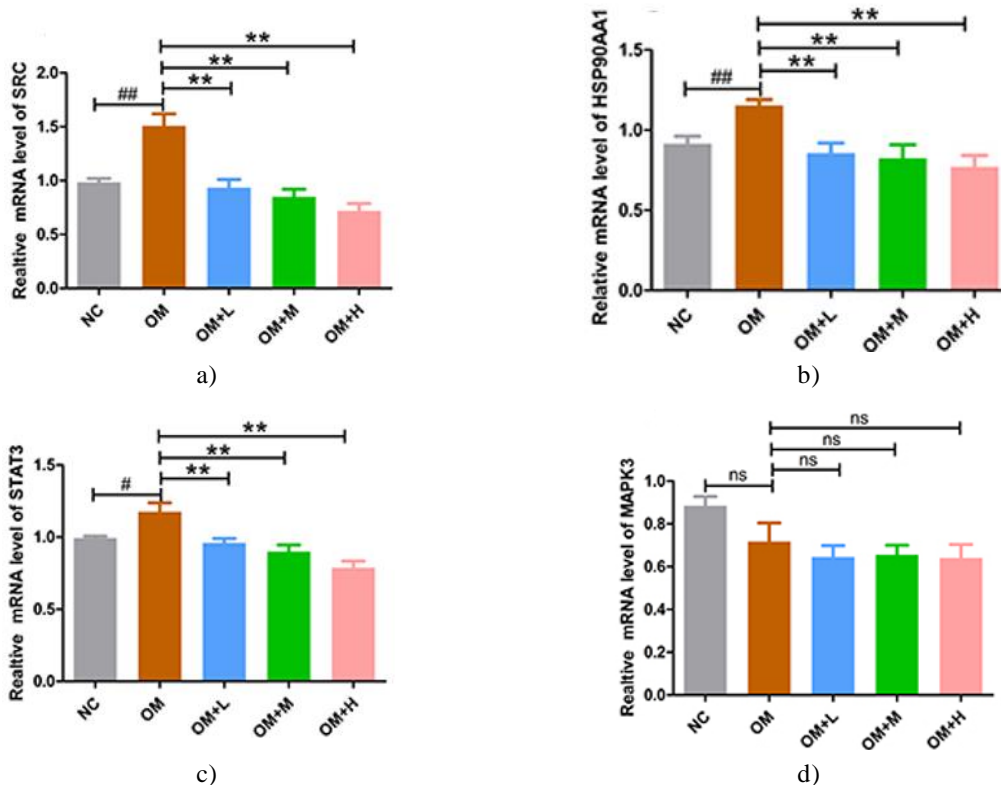 **
**
**
##
Realtive mRNA level of SRC
2.0
1.5
1.0
0.5
0.0
NC
OM
OM+L
OM+M
OM+H
a)
**
**
**
##
Relative mRNA level of HSP90AA1
1.5
1.0
0.5
0.0
NC
OM
OM+L
OM+M
OM+H
b)
**
**
**
#
Realtive mRNA level of STAT3
1.5
1.0
0.5
0.0
NC
OM
OM+L
OM+M
OM+H
c)
ns
ns
ns
ns
Realtive mRNA level of MAPK3
1.0
0.8
0.6
0.4
0.2
0.0
NC
OM
OM+L
OM+M
OM+H
d)